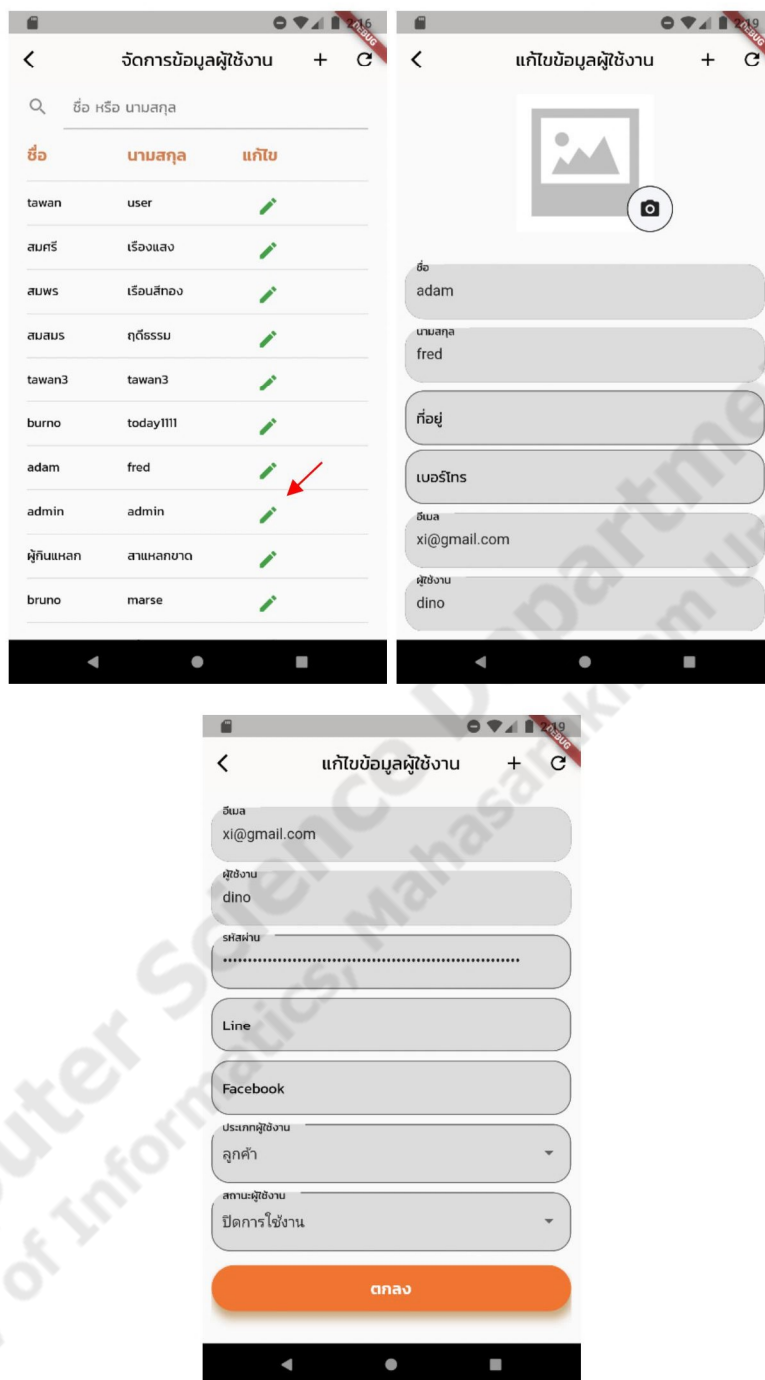 2:16
DEBUG
จัดการข้อมูลผู้ใช้งาน
ชื่อ หรือ นามสกุล
ชื่อ นามสกุล แก้ไข
tawan user
สมศรี เรืองแสง
สมพร เรือนสีทอง
สมสมร ฤดีธรรม
tawan3 tawan3
burno today1111
adam fred
admin admin
ผู้กินแหลก สาแหลกขาด
bruno marse
2:19
DEBUG
แก้ไขข้อมูลผู้ใช้งาน
ชื่อ
adam
นามสกุล
fred
ที่อยู่
เบอร์โทร
อีเมล
xi@gmail.com
ผู้ใช้งาน
dino
2:19
DEBUG
แก้ไขข้อมูลผู้ใช้งาน
อีเมล
xi@gmail.com
ผู้ใช้งาน
dino
รหัสผ่าน
Line
Facebook
ประเภทผู้ใช้งาน
ลูกค้า
สถานะผู้ใช้งาน
ปิดการใช้งาน
ตกลง